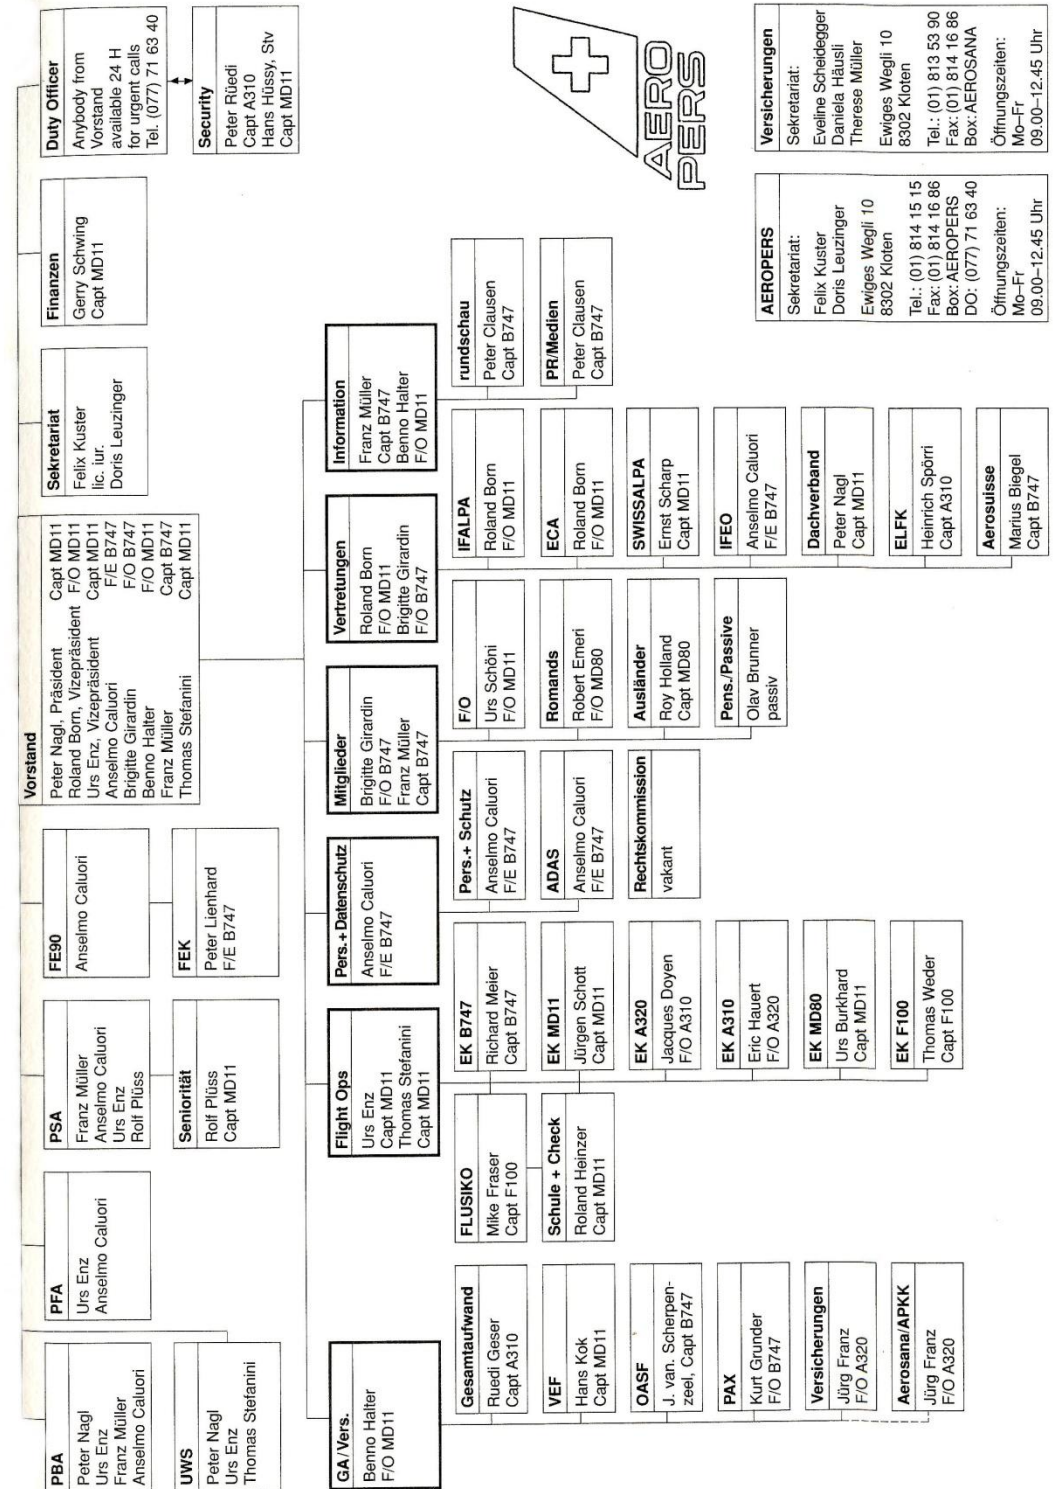 PBA
Peter Nagl
Urs Enz
Franz Müller
Anselmo Caluori
UWS
Peter Nagl
Urs Enz
Thomas Stefanini
PFA
Urs Enz
Anselmo Caluori
PSA
Franz Müller
Anselmo Caluori
Urs Enz
Rolf Plüss
Seniorität
Rolf Plüss
Capt MD11
FE90
Anselmo Caluori
FEK
Peter Lienhard
F/E B747
Vorstand
Peter Nagl, Präsident Capt MD11
Roland Born, Vizepräsident F/O MD11
Urs Enz, Vizepräsident Capt MD11
Anselmo Caluori F/E B747
Brigitte Girardin F/O B747
Benno Halter F/O MD11
Franz Müller Capt B747
Thomas Stefanini Capt MD11
Sekretariat
Felix Kuster
lic. iur.
Doris Leuzinger
Finanzen
Gerry Schwing
Capt MD11
Duty Officer
Anybody from
Vorstand
available 24 H
for urgent calls
Tel. (077) 71 63 40
Security
Peter Rüedi
Capt A310
Hans Hüssy, Stv
Capt MD11
GA/Vers.
Benno Halter
F/O MD11
Gesamtaufwand
Ruedi Geser
Capt A310
VEF
Hans Kok
Capt MD11
OASF
J. van. Scherpen-
zeel, Capt B747
PAX
Kurt Grunder
F/O B747
Versicherungen
Jürg Franz
F/O A320
Aerosana/APKK
Jürg Franz
F/O A320
Flight Ops
Urs Enz
Capt MD11
Thomas Stefanini
Capt MD11
FLUSIKO
Mike Fraser
Capt F100
Schule + Check
Roland Heinzer
Capt MD11
EK B747
Richard Meier
Capt B747
EK MD11
Jürgen Schott
Capt MD11
EK A320
Jacques Doyen
F/O A310
EK A310
Eric Hauert
F/O A320
EK MD80
Urs Burkhard
Capt MD11
EK F100
Thomas Weder
Capt F100
Pers.+Datenschutz
Anselmo Caluori
F/E B747
Pers.+ Schutz
Anselmo Caluori
F/E B747
ADAS
Anselmo Caluori
F/E B747
Rechtskommission
vakant
Mitglieder
Brigitte Girardin
F/O B747
Franz Müller
Capt B747
F/O
Urs Schöni
F/O MD11
Romands
Robert Emeri
F/O MD80
Ausländer
Roy Holland
Capt MD80
Pens./Passive
Olav Brunner
passiv
Vertretungen
Roland Born
F/O MD11
Brigitte Girardin
F/O B747
IFALPA
Roland Born
F/O MD11
ECA
Roland Born
F/O MD11
SWISSALPA
Ernst Scharp
Capt MD11
IFEO
Anselmo Caluori
F/E B747
Dachverband
Peter Nagl
Capt MD11
ELFK
Heinrich Spörri
Capt A310
Aerosuisse
Marius Biegel
Capt B747
Information
Franz Müller
Capt B747
Benno Halter
F/O MD11
rundschau
Peter Clausen
Capt B747
PR/Medien
Peter Clausen
Capt B747
AERO
PERS
AEROPERS
Sekretariat:
Felix Kuster
Doris Leuzinger
Ewiges Wegli 10
8302 Kloten
Tel.: (01) 814 15 15
Fax: (01) 814 16 86
Box: AEROPERS
DO: (077) 71 63 40
Öffnungszeiten:
Mo–Fr
09.00–12.45 Uhr
Versicherungen
Sekretariat:
Eveline Scheidegger
Daniela Häusli
Therese Müller
Ewiges Wegli 10
8302 Kloten
Tel.: (01) 813 53 90
Fax: (01) 814 16 86
Box: AEROSANA
Öffnungszeiten:
Mo–Fr
09.00–12.45 Uhr